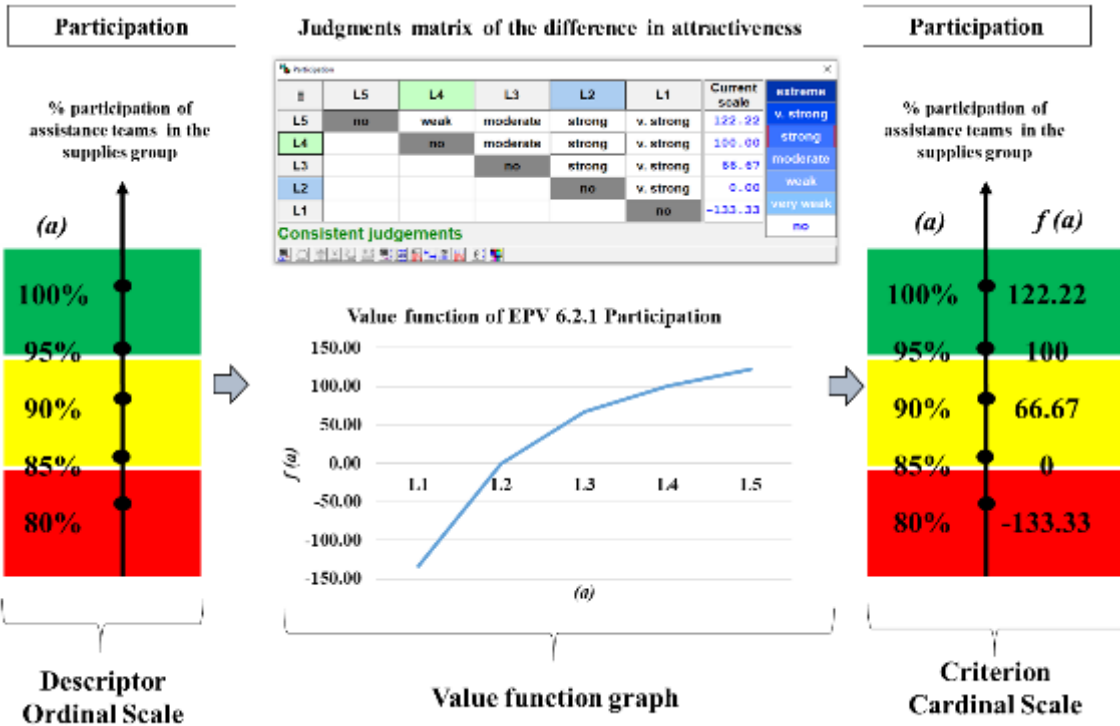 Participation
Judgments matrix of the difference in attractiveness
Participation
% participation of
assistance teams in the
supplies group
(a)
100%
95%
90%
85%
80%
Descriptor
Ordinal Scale
Participation
L5 L4 L3 L2 L1 Current scale
L5 no weak moderate strong v. strong 122.22
L4 no moderate strong v. strong 100.00
L3 no strong v. strong 66.67
L2 no v. strong 0.00
L1 no -133.33
extreme
v. strong
strong
moderate
weak
very weak
no
Consistent judgements
Value function of EPV 6.2.1 Participation
150.00
100.00
50.00
0.00
-50.00
-100.00
-150.00
f(a)
L1 L2 L3 L4 L5
(a)
Value function graph
% participation of
assistance teams in the
supplies group
(a) f(a)
100% 122.22
95% 100
90% 66.67
85% 0
80% -133.33
Criterion
Cardinal Scale